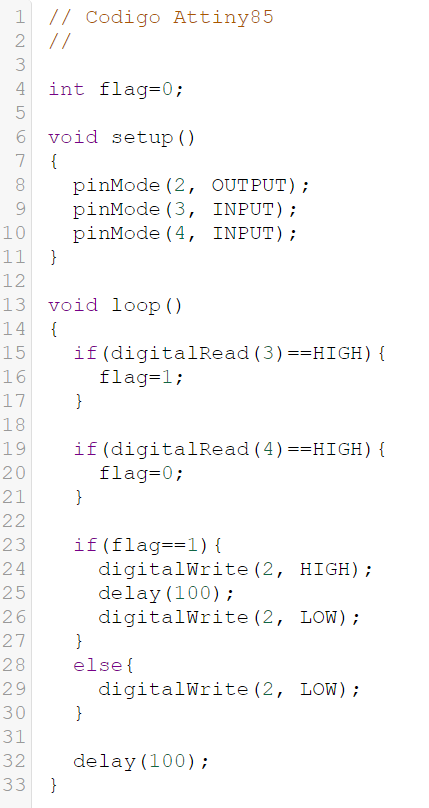 1 // Codigo Attiny85
2 //
3
4 int flag=0;
5
6 void setup()
7 {
8   pinMode(2, OUTPUT);
9   pinMode(3, INPUT);
10   pinMode(4, INPUT);
11 }
12
13 void loop()
14 {
15   if(digitalRead(3)==HIGH){
16     flag=1;
17   }
18
19   if(digitalRead(4)==HIGH){
20     flag=0;
21   }
22
23   if(flag==1){
24     digitalWrite(2, HIGH);
25     delay(100);
26     digitalWrite(2, LOW);
27   }
28   else{
29     digitalWrite(2, LOW);
30   }
31
32   delay(100);
33 }